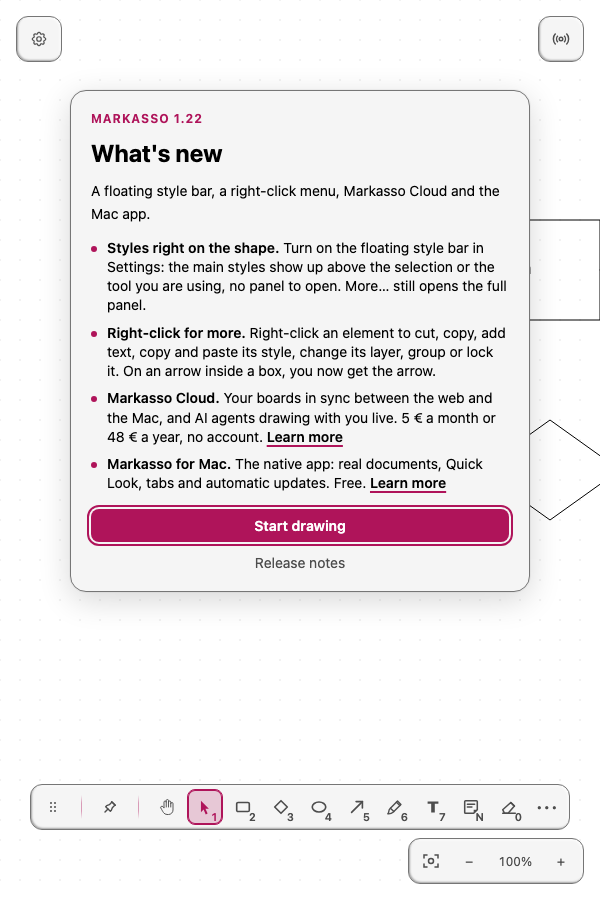 MARKASSO 1.22
What's new
A floating style bar, a right-click menu, Markasso Cloud and the
Mac app.
Styles right on the shape. Turn on the floating style bar in
Settings: the main styles show up above the selection or the
tool you are using, no panel to open. More... still opens the full
panel.
Right-click for more. Right-click an element to cut, copy, add
text, copy and paste its style, change its layer, group or lock
it. On an arrow inside a box, you now get the arrow.
Markasso Cloud. Your boards in sync between the web and
the Mac, and AI agents drawing with you live. 5 € a month or
48 € a year, no account. Learn more
Markasso for Mac. The native app: real documents, Quick
Look, tabs and automatic updates. Free. Learn more
Start drawing
Release notes
1 2 3 4 5 6 T 7 N 0
− 100% +